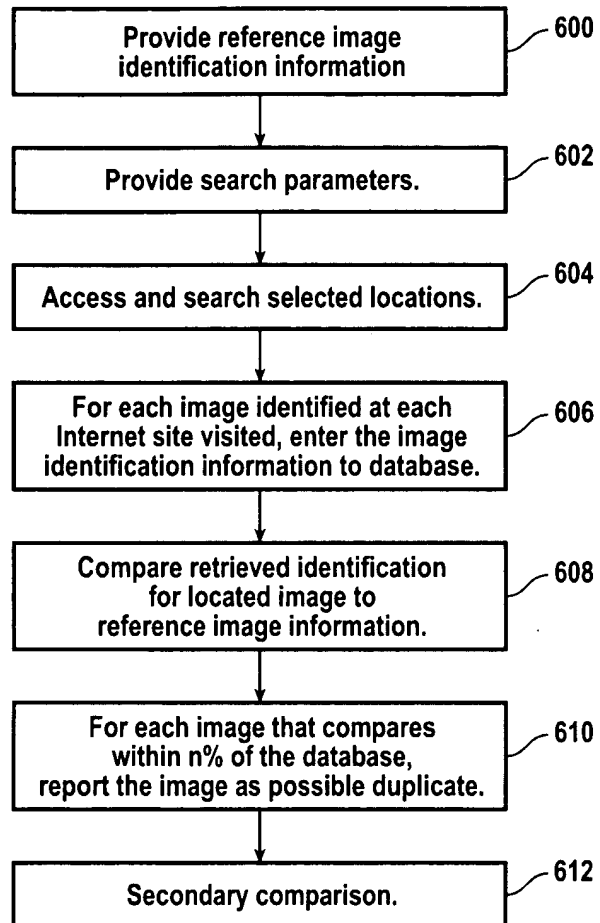 Provide reference image
identification information
600
Provide search parameters.
602
Access and search selected locations.
604
For each image identified at each
Internet site visited, enter the image
identification information to database.
606
Compare retrieved identification
for located image to
reference image information.
608
For each image that compares
within n% of the database,
report the image as possible duplicate.
610
Secondary comparison.
612